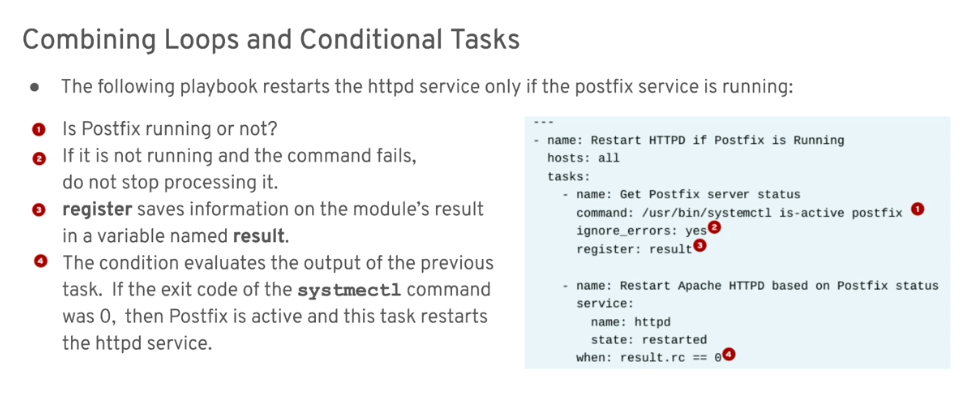 Combining Loops and Conditional Tasks
● The following playbook restarts the httpd service only if the postfix service is running:
1 Is Postfix running or not?
2 If it is not running and the command fails,
do not stop processing it.
3 register saves information on the module's result
in a variable named result.
4 The condition evaluates the output of the previous
task. If the exit code of the systmectl command
was 0, then Postfix is active and this task restarts
the httpd service.
---
- name: Restart HTTPD if Postfix is Running
hosts: all
tasks:
- name: Get Postfix server status
command: /usr/bin/systemctl is-active postfix 1
ignore_errors: yes 2
register: result 3
- name: Restart Apache HTTPD based on Postfix status
service:
name: httpd
state: restarted
when: result.rc == 0 4